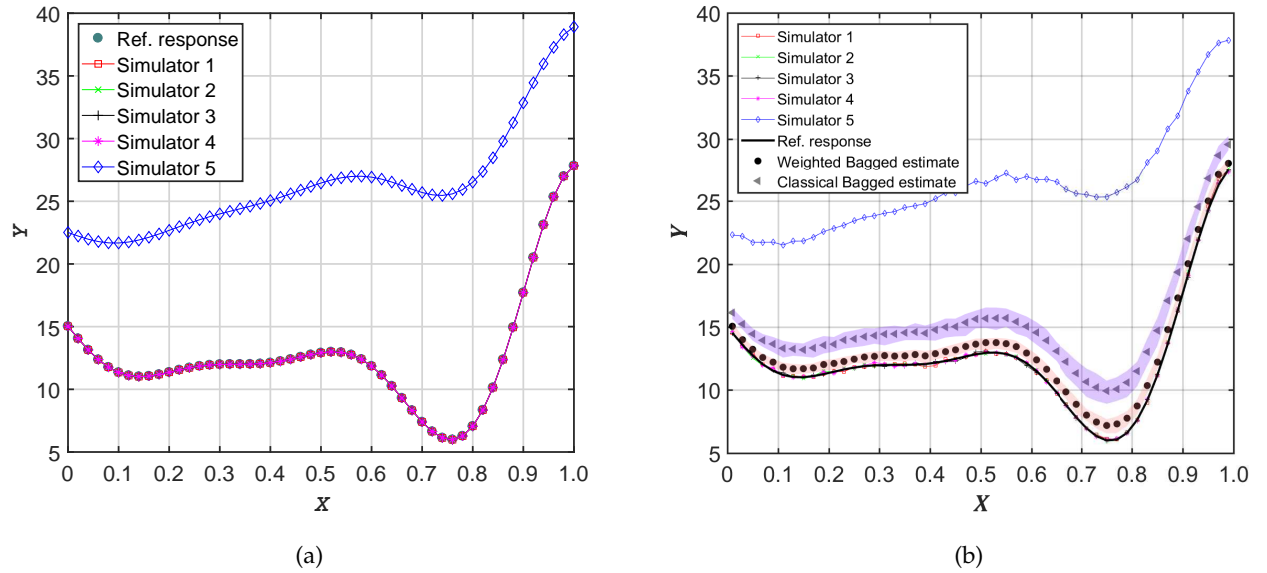 40
35
30
25
20
15
10
5
Y
Ref. response
Simulator 1
Simulator 2
Simulator 3
Simulator 4
Simulator 5
0 0.1 0.2 0.3 0.4 0.5 0.6 0.7 0.8 0.9 1.0
X
(a)
40
35
30
25
20
15
10
5
Y
Simulator 1
Simulator 2
Simulator 3
Simulator 4
Simulator 5
Ref. response
Weighted Bagged estimate
Classical Bagged estimate
0 0.1 0.2 0.3 0.4 0.5 0.6 0.7 0.8 0.9 1.0
X
(b)